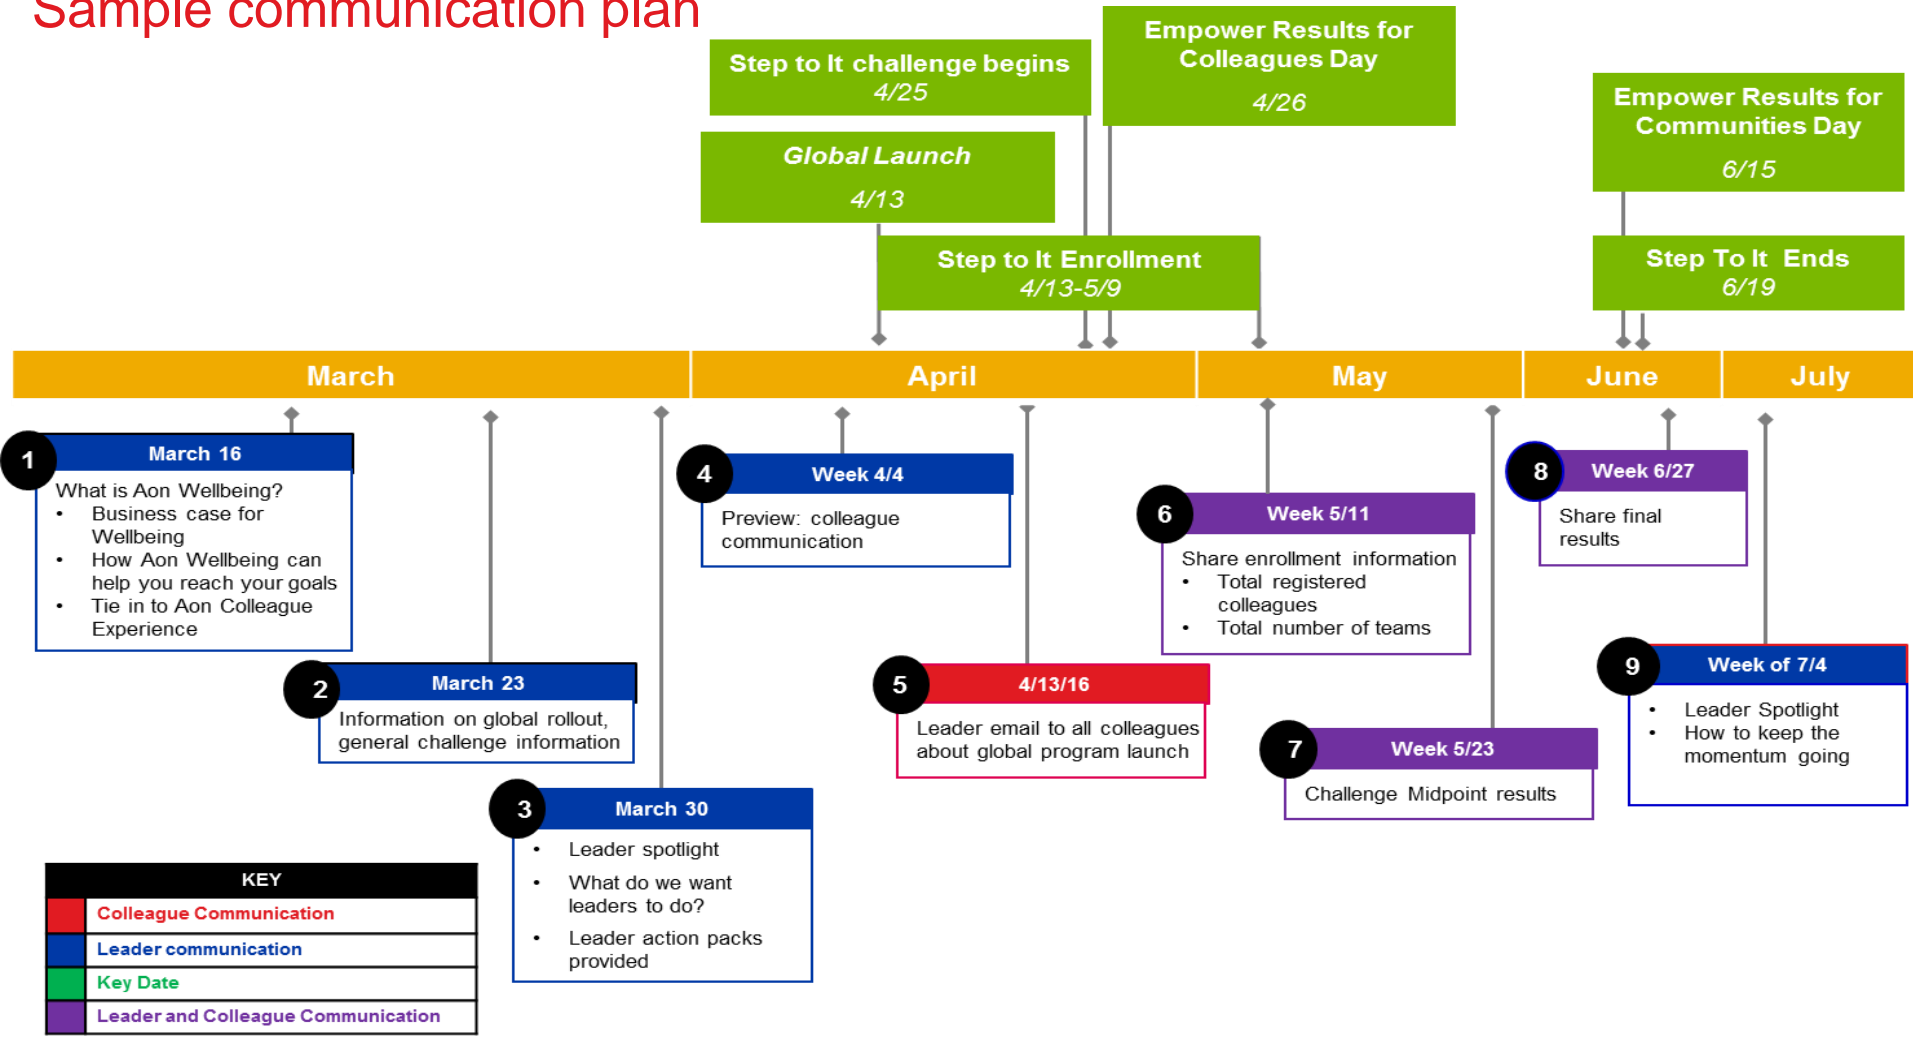 Sample communication plan
Step to It challenge begins
4/25
Empower Results for
Colleagues Day
4/26
Global Launch
4/13
Step to It Enrollment
4/13-5/9
Empower Results for
Communities Day
6/15
Step To It Ends
6/19
March
April
May
June
July
1
March 16
What is Aon Wellbeing?
• Business case for
Wellbeing
• How Aon Wellbeing can
help you reach your goals
• Tie in to Aon Colleague
Experience
2
March 23
Information on global rollout,
general challenge information
3
March 30
• Leader spotlight
• What do we want
leaders to do?
• Leader action packs
provided
4
Week 4/4
Preview: colleague
communication
5
4/13/16
Leader email to all colleagues
about global program launch
6
Week 5/11
Share enrollment information
• Total registered
colleagues
• Total number of teams
7
Week 5/23
Challenge Midpoint results
8
Week 6/27
Share final
results
9
Week of 7/4
• Leader Spotlight
• How to keep the
momentum going
KEY
Colleague Communication
Leader communication
Key Date
Leader and Colleague Communication